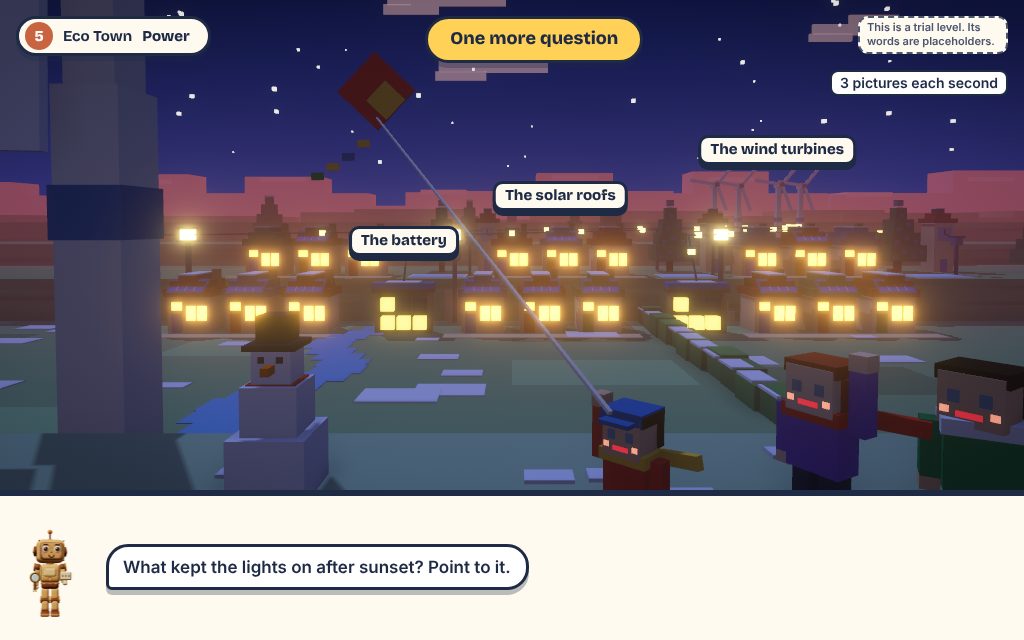 5 Eco Town Power
One more question
This is a trial level. Its
words are placeholders.
3 pictures each second
The wind turbines
The solar roofs
The battery
What kept the lights on after sunset? Point to it.